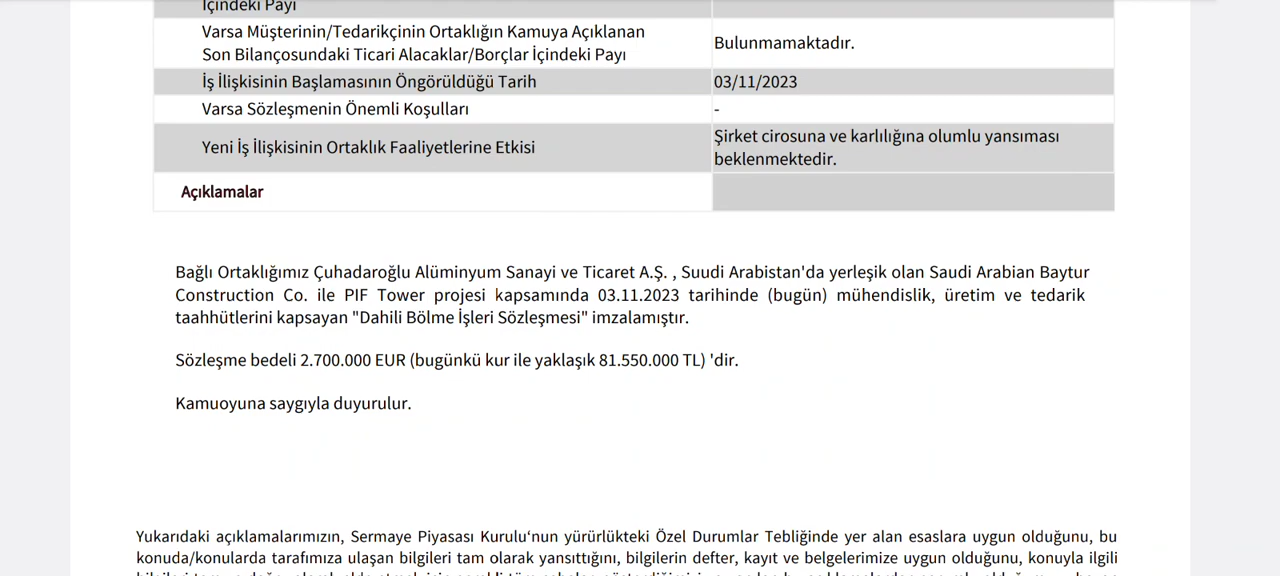 İçindeki Payı
Varsa Müşterinin/Tedarikçinin Ortaklığın Kamuya Açıklanan
Son Bilançosundaki Ticari Alacaklar/Borçlar İçindeki Payı
Bulunmamaktadır.
İş İlişkisinin Başlamasının Öngörüldüğü Tarih
03/11/2023
Varsa Sözleşmenin Önemli Koşulları
-
Yeni İş İlişkisinin Ortaklık Faaliyetlerine Etkisi
Şirket cirosuna ve karlılığına olumlu yansıması
beklenmektedir.
Açıklamalar
Bağlı Ortaklığımız Çuhadaroğlu Alüminyum Sanayi ve Ticaret A.Ş. , Suudi Arabistan'da yerleşik olan Saudi Arabian Baytur
Construction Co. ile PIF Tower projesi kapsamında 03.11.2023 tarihinde (bugün) mühendislik, üretim ve tedarik
taahhütlerini kapsayan "Dahili Bölme İşleri Sözleşmesi" imzalamıştır.
Sözleşme bedeli 2.700.000 EUR (bugünkü kur ile yaklaşık 81.550.000 TL) 'dir.
Kamuoyuna saygıyla duyurulur.
Yukarıdaki açıklamalarımızın, Sermaye Piyasası Kurulu‘nun yürürlükteki Özel Durumlar Tebliğinde yer alan esaslara uygun olduğunu, bu
konuda/konularda tarafımıza ulaşan bilgileri tam olarak yansıttığını, bilgilerin defter, kayıt ve belgelerimize uygun olduğunu, konuyla ilgili